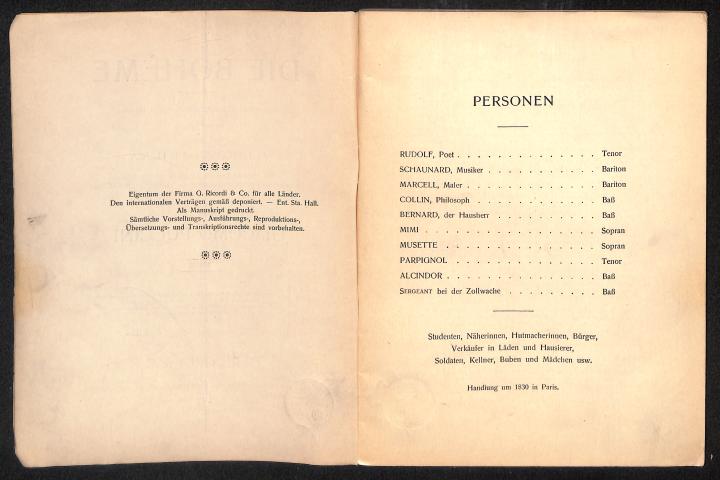 DIE BOHÈME
Eigentum der Firma G. Ricordi & Co. für alle Länder.
Den internationalen Verträgen gemäß deponiert. — Ent. Sta. Hall.
Als Manuskript gedruckt.
Sämtliche Vorstellungs-, Ausführungs-, Reproduktions-,
Übersetzungs- und Transkriptionsrechte sind vorbehalten.
PERSONEN
RUDOLF, Poet . . . . . . . . . . . . . . Tenor
SCHAUNARD, Musiker . . . . . . . . . . . Bariton
MARCELL, Maler . . . . . . . . . . . . . Bariton
COLLIN, Philosoph . . . . . . . . . . . . Baß
BERNARD, der Hausherr . . . . . . . . . . Baß
MIMI . . . . . . . . . . . . . . . . . Sopran
MUSETTE . . . . . . . . . . . . . . . Sopran
PARPIGNOL . . . . . . . . . . . . . . Tenor
ALCINDOR . . . . . . . . . . . . . . . Baß
SERGEANT bei der Zollwache . . . . . . . . . Baß
Studenten, Näherinnen, Hutmacherinnen, Bürger,
Verkäufer in Läden und Hausierer,
Soldaten, Kellner, Buben und Mädchen usw.
Handlung um 1830 in Paris.